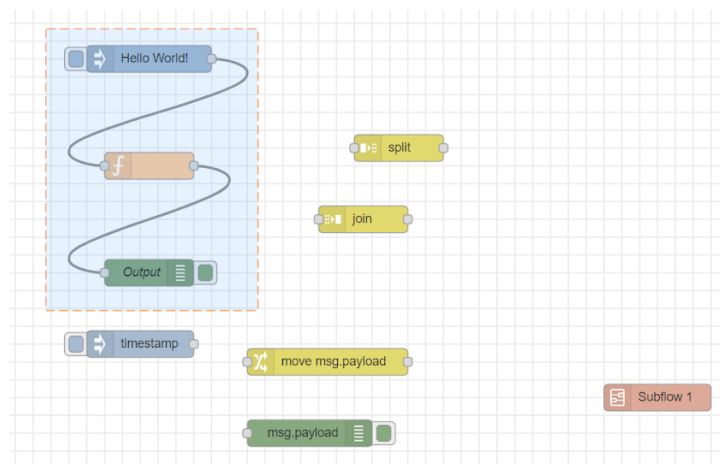 Hello World!
split
join
Output
timestamp
move msg.payload
Subflow 1
msg.payload